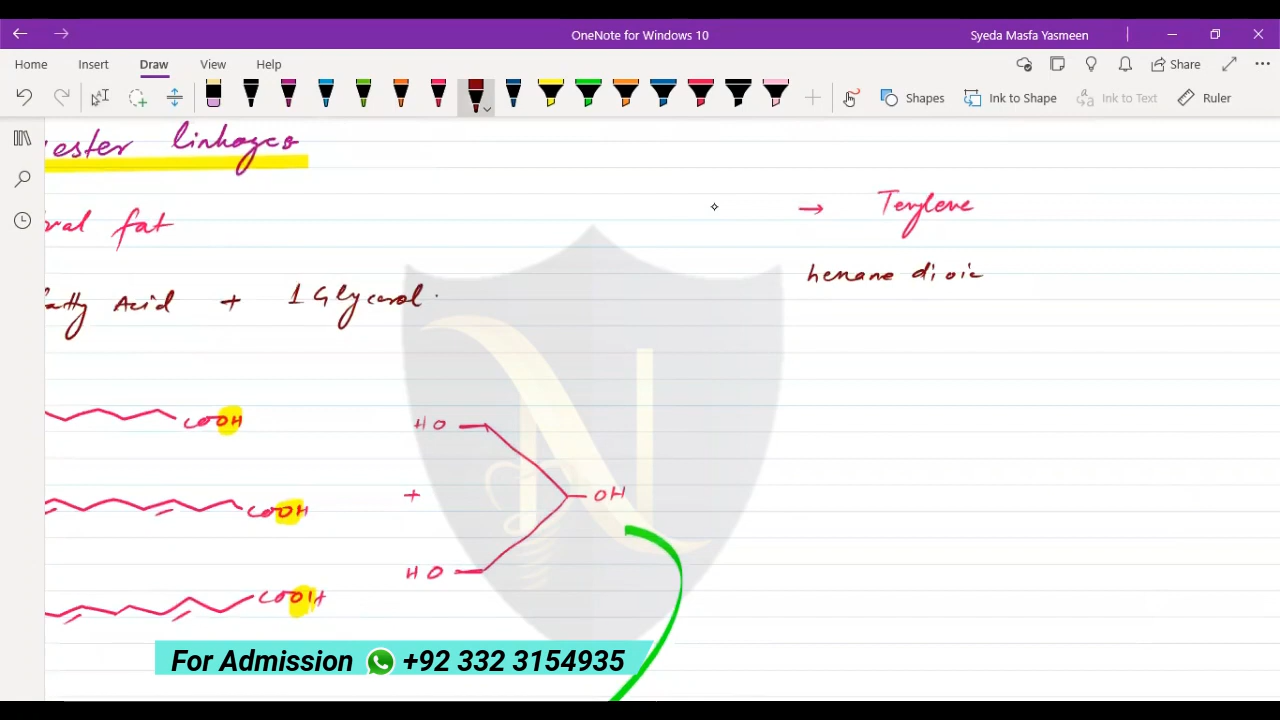 OneNote for Windows 10
Syeda Masfa Yasmeen
Home Insert Draw View Help
Share
Shapes Ink to Shape Ink to Text Ruler
ester linkages
→ Terylene
ral fat
hexane dioic
atty Acid + 1 Glycerol
COOH
HO
COOH
+
OH
HO
COOH
For Admission +92 332 3154935